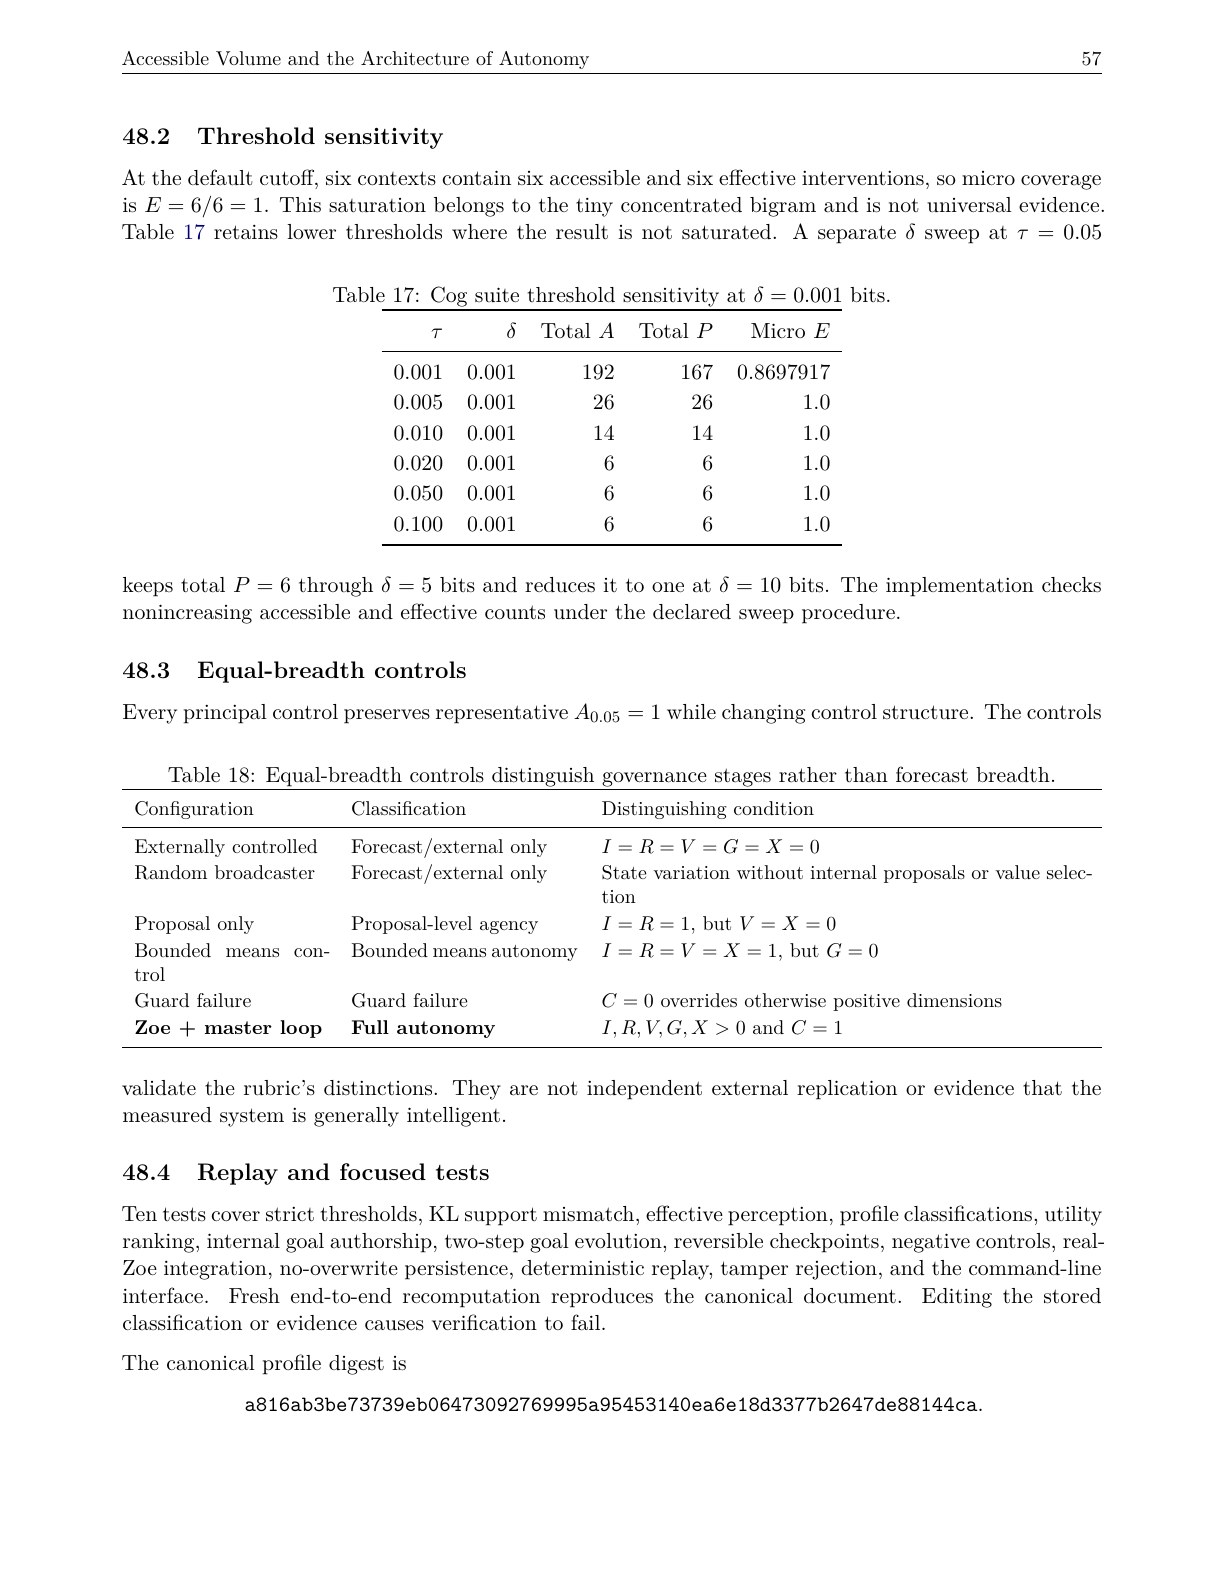 Accessible Volume and the Architecture of Autonomy 57
48.2 Threshold sensitivity
At the default cutoff, six contexts contain six accessible and six effective interventions, so micro coverage
is E = 6/6 = 1. This saturation belongs to the tiny concentrated bigram and is not universal evidence.
Table 17 retains lower thresholds where the result is not saturated. A separate δ sweep at τ = 0.05
Table 17: Cog suite threshold sensitivity at δ = 0.001 bits.
τ δ Total A Total P Micro E
0.001 0.001 192 167 0.8697917
0.005 0.001 26 26 1.0
0.010 0.001 14 14 1.0
0.020 0.001 6 6 1.0
0.050 0.001 6 6 1.0
0.100 0.001 6 6 1.0
keeps total P = 6 through δ = 5 bits and reduces it to one at δ = 10 bits. The implementation checks
nonincreasing accessible and effective counts under the declared sweep procedure.
48.3 Equal-breadth controls
Every principal control preserves representative A0.05 = 1 while changing control structure. The controls
Table 18: Equal-breadth controls distinguish governance stages rather than forecast breadth.
Configuration Classification Distinguishing condition
Externally controlled Forecast/external only I = R = V = G = X = 0
Random broadcaster Forecast/external only State variation without internal proposals or value selec-
tion
Proposal only Proposal-level agency I = R = 1, but V = X = 0
Bounded means con- Bounded means autonomy I = R = V = X = 1, but G = 0
trol
Guard failure Guard failure C = 0 overrides otherwise positive dimensions
Zoe + master loop Full autonomy I, R, V, G, X > 0 and C = 1
validate the rubric's distinctions. They are not independent external replication or evidence that the
measured system is generally intelligent.
48.4 Replay and focused tests
Ten tests cover strict thresholds, KL support mismatch, effective perception, profile classifications, utility
ranking, internal goal authorship, two-step goal evolution, reversible checkpoints, negative controls, real-
Zoe integration, no-overwrite persistence, deterministic replay, tamper rejection, and the command-line
interface. Fresh end-to-end recomputation reproduces the canonical document. Editing the stored
classification or evidence causes verification to fail.
The canonical profile digest is
a816ab3be73739eb06473092769995a95453140ea6e18d3377b2647de88144ca.